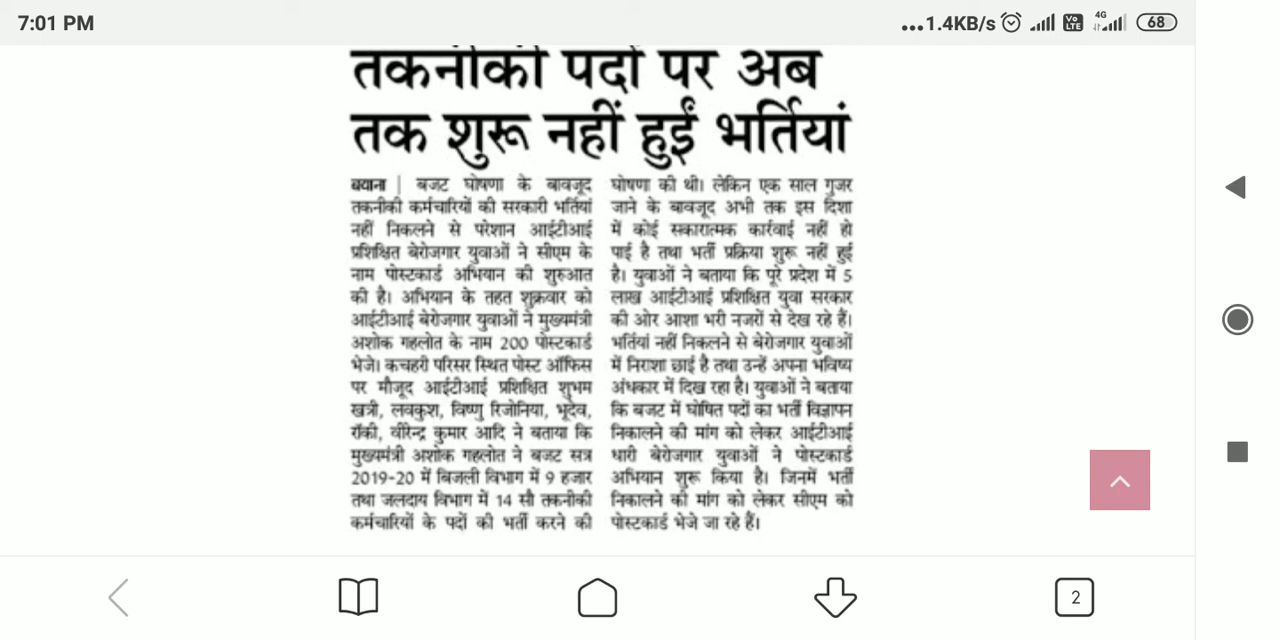 7:01 PM
...1.4KB/s
Vo LTE
4G
68
तकनीकी पदों पर अब
तक शुरू नहीं हुईं भर्तियां
बयाना | बजट घोषणा के बावजूद
तकनीकी कर्मचारियों की सरकारी भर्तियां
नहीं निकलने से परेशान आईटीआई
प्रशिक्षित बेरोजगार युवाओं ने सीएम के
नाम पोस्टकार्ड अभियान की शुरुआत
की है। अभियान के तहत शुक्रवार को
आईटीआई बेरोजगार युवाओं ने मुख्यमंत्री
अशोक गहलोत के नाम 200 पोस्टकार्ड
भेजे। कचहरी परिसर स्थित पोस्ट ऑफिस
पर मौजूद आईटीआई प्रशिक्षित शुभम
खत्री, लवकुश, विष्णु रिजोनिया, भूदेव,
रॉकी, वीरेन्द्र कुमार आदि ने बताया कि
मुख्यमंत्री अशोक गहलोत ने बजट सत्र
2019-20 में बिजली विभाग में 9 हजार
तथा जलदाय विभाग में 14 सौ तकनीकी
कर्मचारियों के पदों की भर्ती करने की
घोषणा की थी। लेकिन एक साल गुजर
जाने के बावजूद अभी तक इस दिशा
में कोई सकारात्मक कार्रवाई नहीं हो
पाई है तथा भर्ती प्रक्रिया शुरू नहीं हुई
है। युवाओं ने बताया कि पूरे प्रदेश में 5
लाख आईटीआई प्रशिक्षित युवा सरकार
की ओर आशा भरी नजरों से देख रहे हैं।
भर्तियां नहीं निकलने से बेरोजगार युवाओं
में निराशा छाई है तथा उन्हें अपना भविष्य
अंधकार में दिख रहा है। युवाओं ने बताया
कि बजट में घोषित पदों का भर्ती विज्ञापन
निकालने की मांग को लेकर आईटीआई
धारी बेरोजगार युवाओं ने पोस्टकार्ड
अभियान शुरू किया है। जिनमें भर्ती
निकालने की मांग को लेकर सीएम को
पोस्टकार्ड भेजे जा रहे हैं।
2